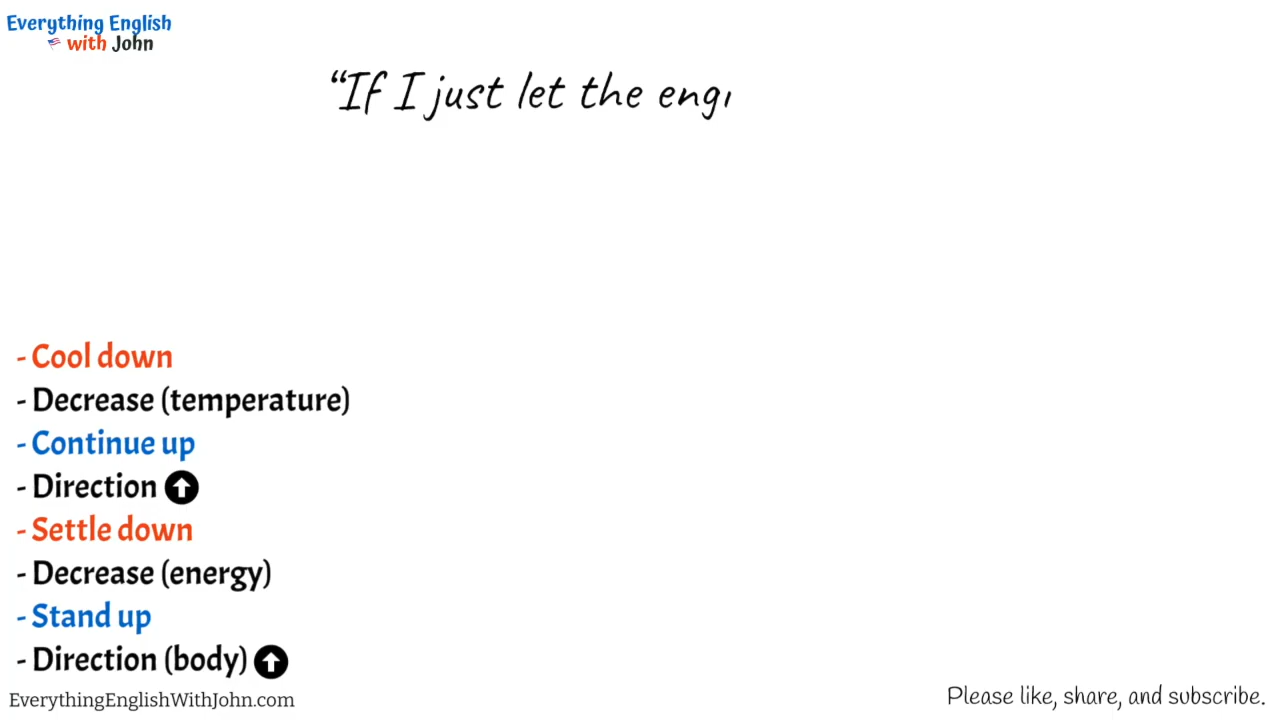 Everything English
with John
“If I just let the
- Cool down
- Decrease (temperature)
- Continue up
- Direction
- Settle down
- Decrease (energy)
- Stand up
- Direction (body)
EverythingEnglishWithJohn.com
Please like, share, and subscribe.